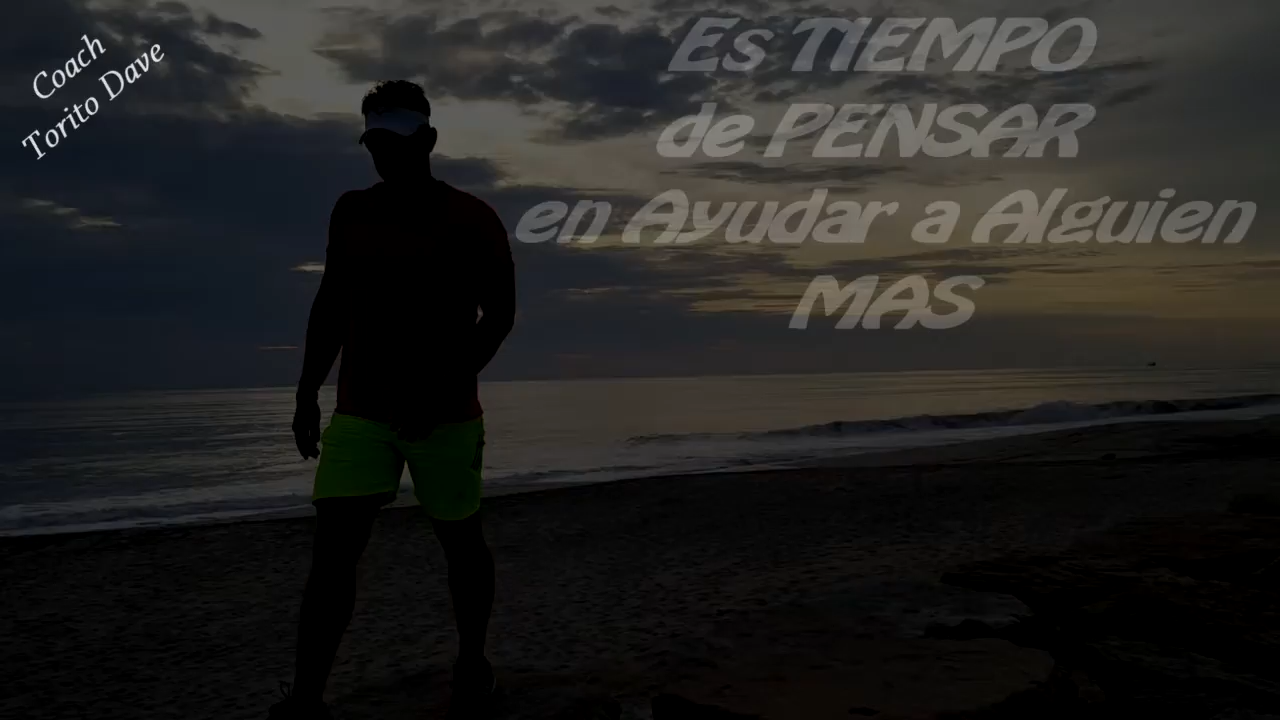 Coach
Torito Dave
Es TIEMPO
de PENSAR
en Ayudar a Alguien
MAS